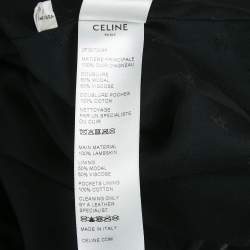 CELINE
PARIS
MATIERE PRINCIPALE
100% CUIR D'AGNEAU
DOUBLURE
50% MODAL
50% VISCOSE
DOUBLURE POCHES
100% COTON
NETTOYAGE
PAR UN SPECIALISTE
DU CUIR
MAIN MATERIAL
100% LAMBSKIN
LINING
50% MODAL
50% VISCOSE
POCKETS LINING
100% COTTON
CLEANING ONLY
BY A LEATHER
SPECIALIST
MADE IN ITALY
CELINE.COM